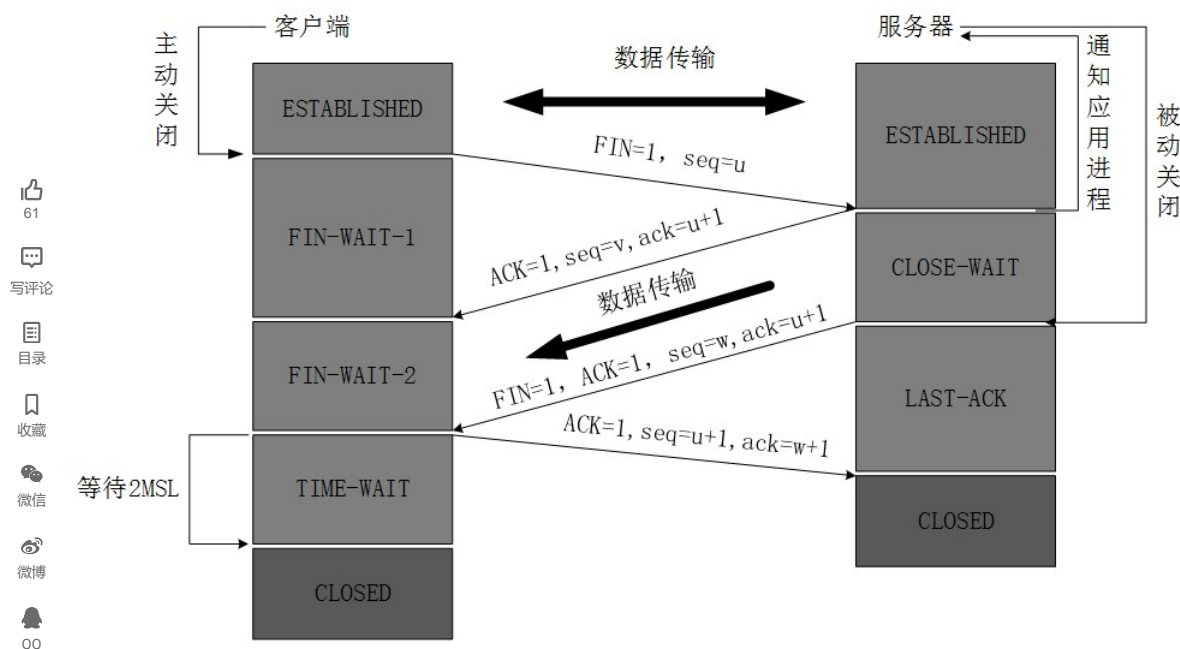 客户端
服务器
主动关闭
数据传输
通知应用进程
被动关闭
ESTABLISHED
ESTABLISHED
FIN=1, seq=u
FIN-WAIT-1
ACK=1,seq=v,ack=u+1
CLOSE-WAIT
数据传输
FIN=1, ACK=1, seq=w,ack=u+1
FIN-WAIT-2
LAST-ACK
ACK=1,seq=u+1,ack=w+1
等待2MSL
TIME-WAIT
CLOSED
CLOSED
61
写评论
目录
收藏
微信
微博
QQ